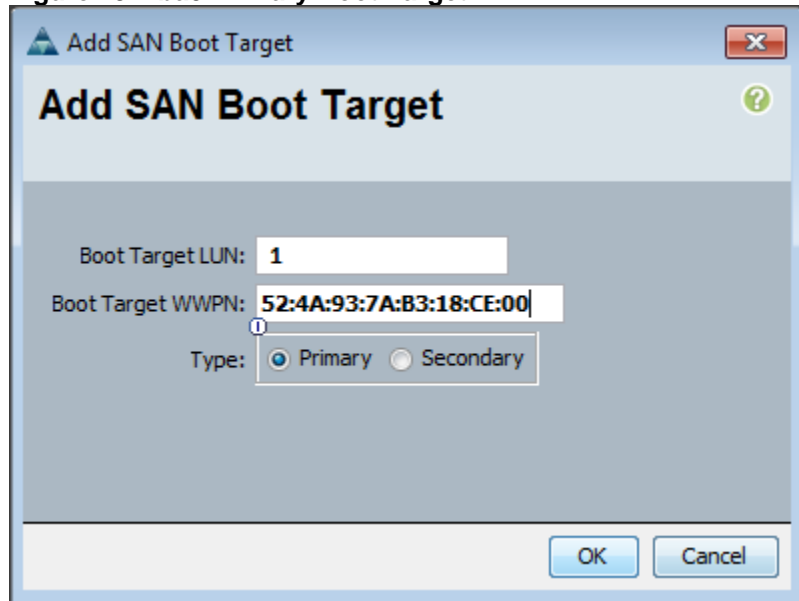 Add SAN Boot Target
Add SAN Boot Target
Boot Target LUN: 1
Boot Target WWPN: 52:4A:93:7A:B3:18:CE:00
Type: Primary Secondary
OK Cancel